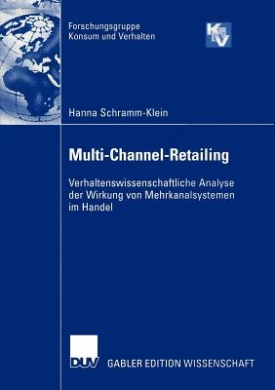 Forschungsgruppe
Konsum und Verhalten
KV
Hanna Schramm-Klein
Multi-Channel-Retailing
Verhaltenswissenschaftliche Analyse
der Wirkung von Mehrkanalsystemen
im Handel
DUV
GABLER EDITION WISSENSCHAFT